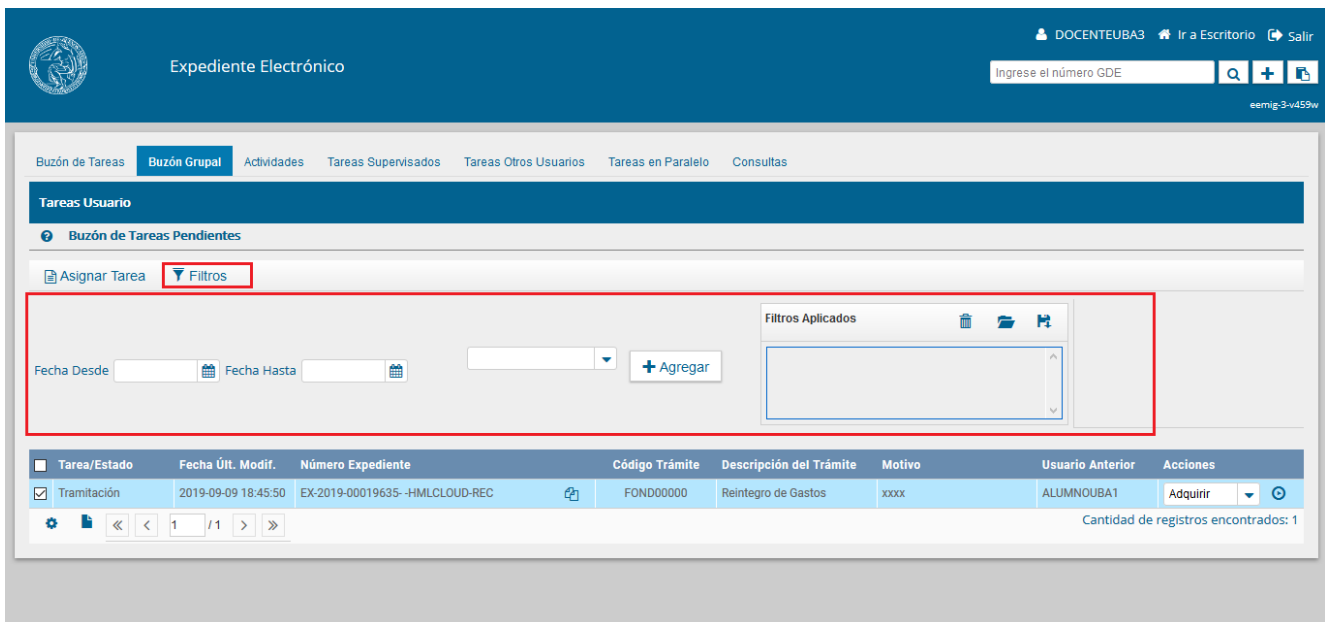 DOCENTEUBA3 Ir a Escritorio Salir
Expediente Electrónico
Ingrese el número GDE
eemig-3-v459w
Buzón de Tareas Buzón Grupal Actividades Tareas Supervisados Tareas Otros Usuarios Tareas en Paralelo Consultas
Tareas Usuario
Buzón de Tareas Pendientes
Asignar Tarea Filtros
Filtros Aplicados
Fecha Desde Fecha Hasta Agregar
Tarea/Estado Fecha Últ. Modif. Número Expediente Código Trámite Descripción del Trámite Motivo Usuario Anterior Acciones
Tramitación 2019-09-09 18:45:50 EX-2019-00019635- -HMLCLOUD-REC FOND00000 Reintegro de Gastos xxxx ALUMNOUBA1 Adquirir
1 / 1 Cantidad de registros encontrados: 1